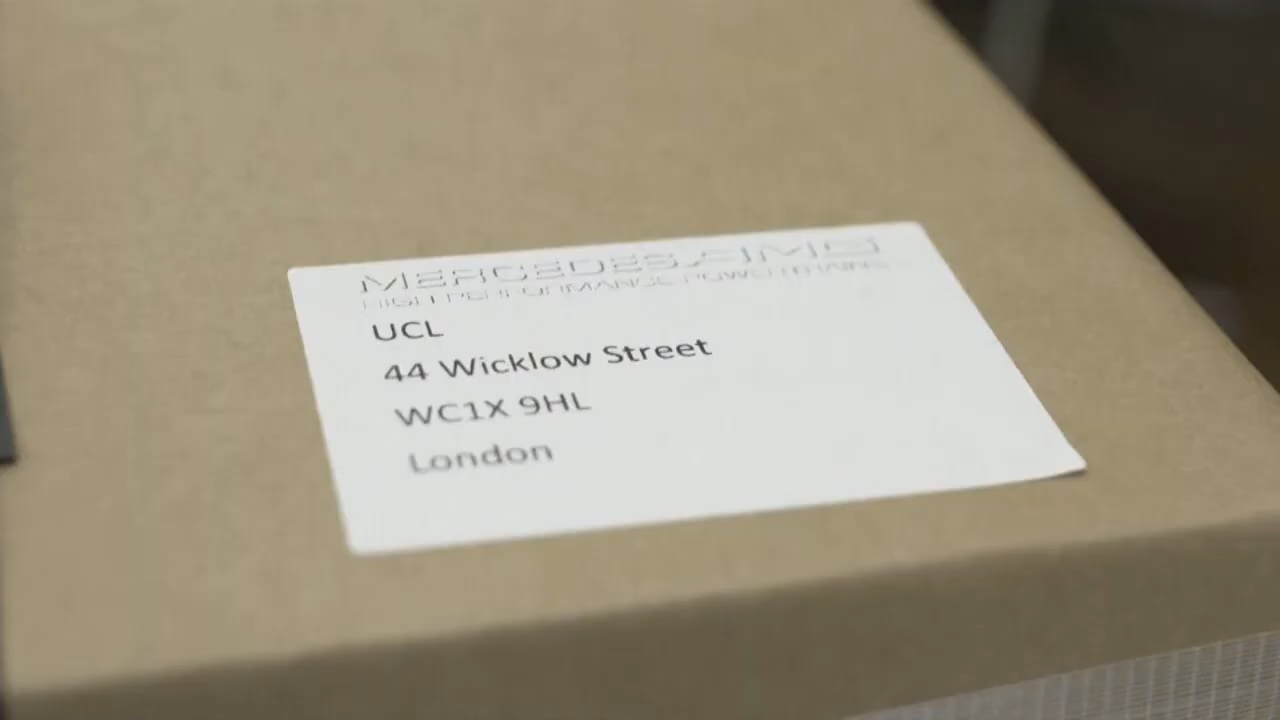 MERCEDES AMG
HIGH PERFORMANCE POWERTRAINS
UCL
44 Wicklow Street
WC1X 9HL
London